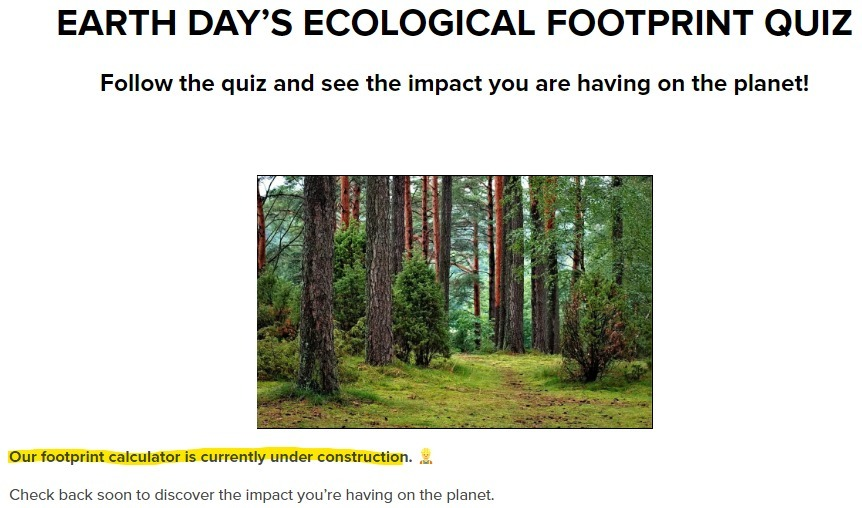 EARTH DAY’S ECOLOGICAL FOOTPRINT QUIZ
Follow the quiz and see the impact you are having on the planet!
Our footprint calculator is currently under construction. 👷
Check back soon to discover the impact you’re having on the planet.